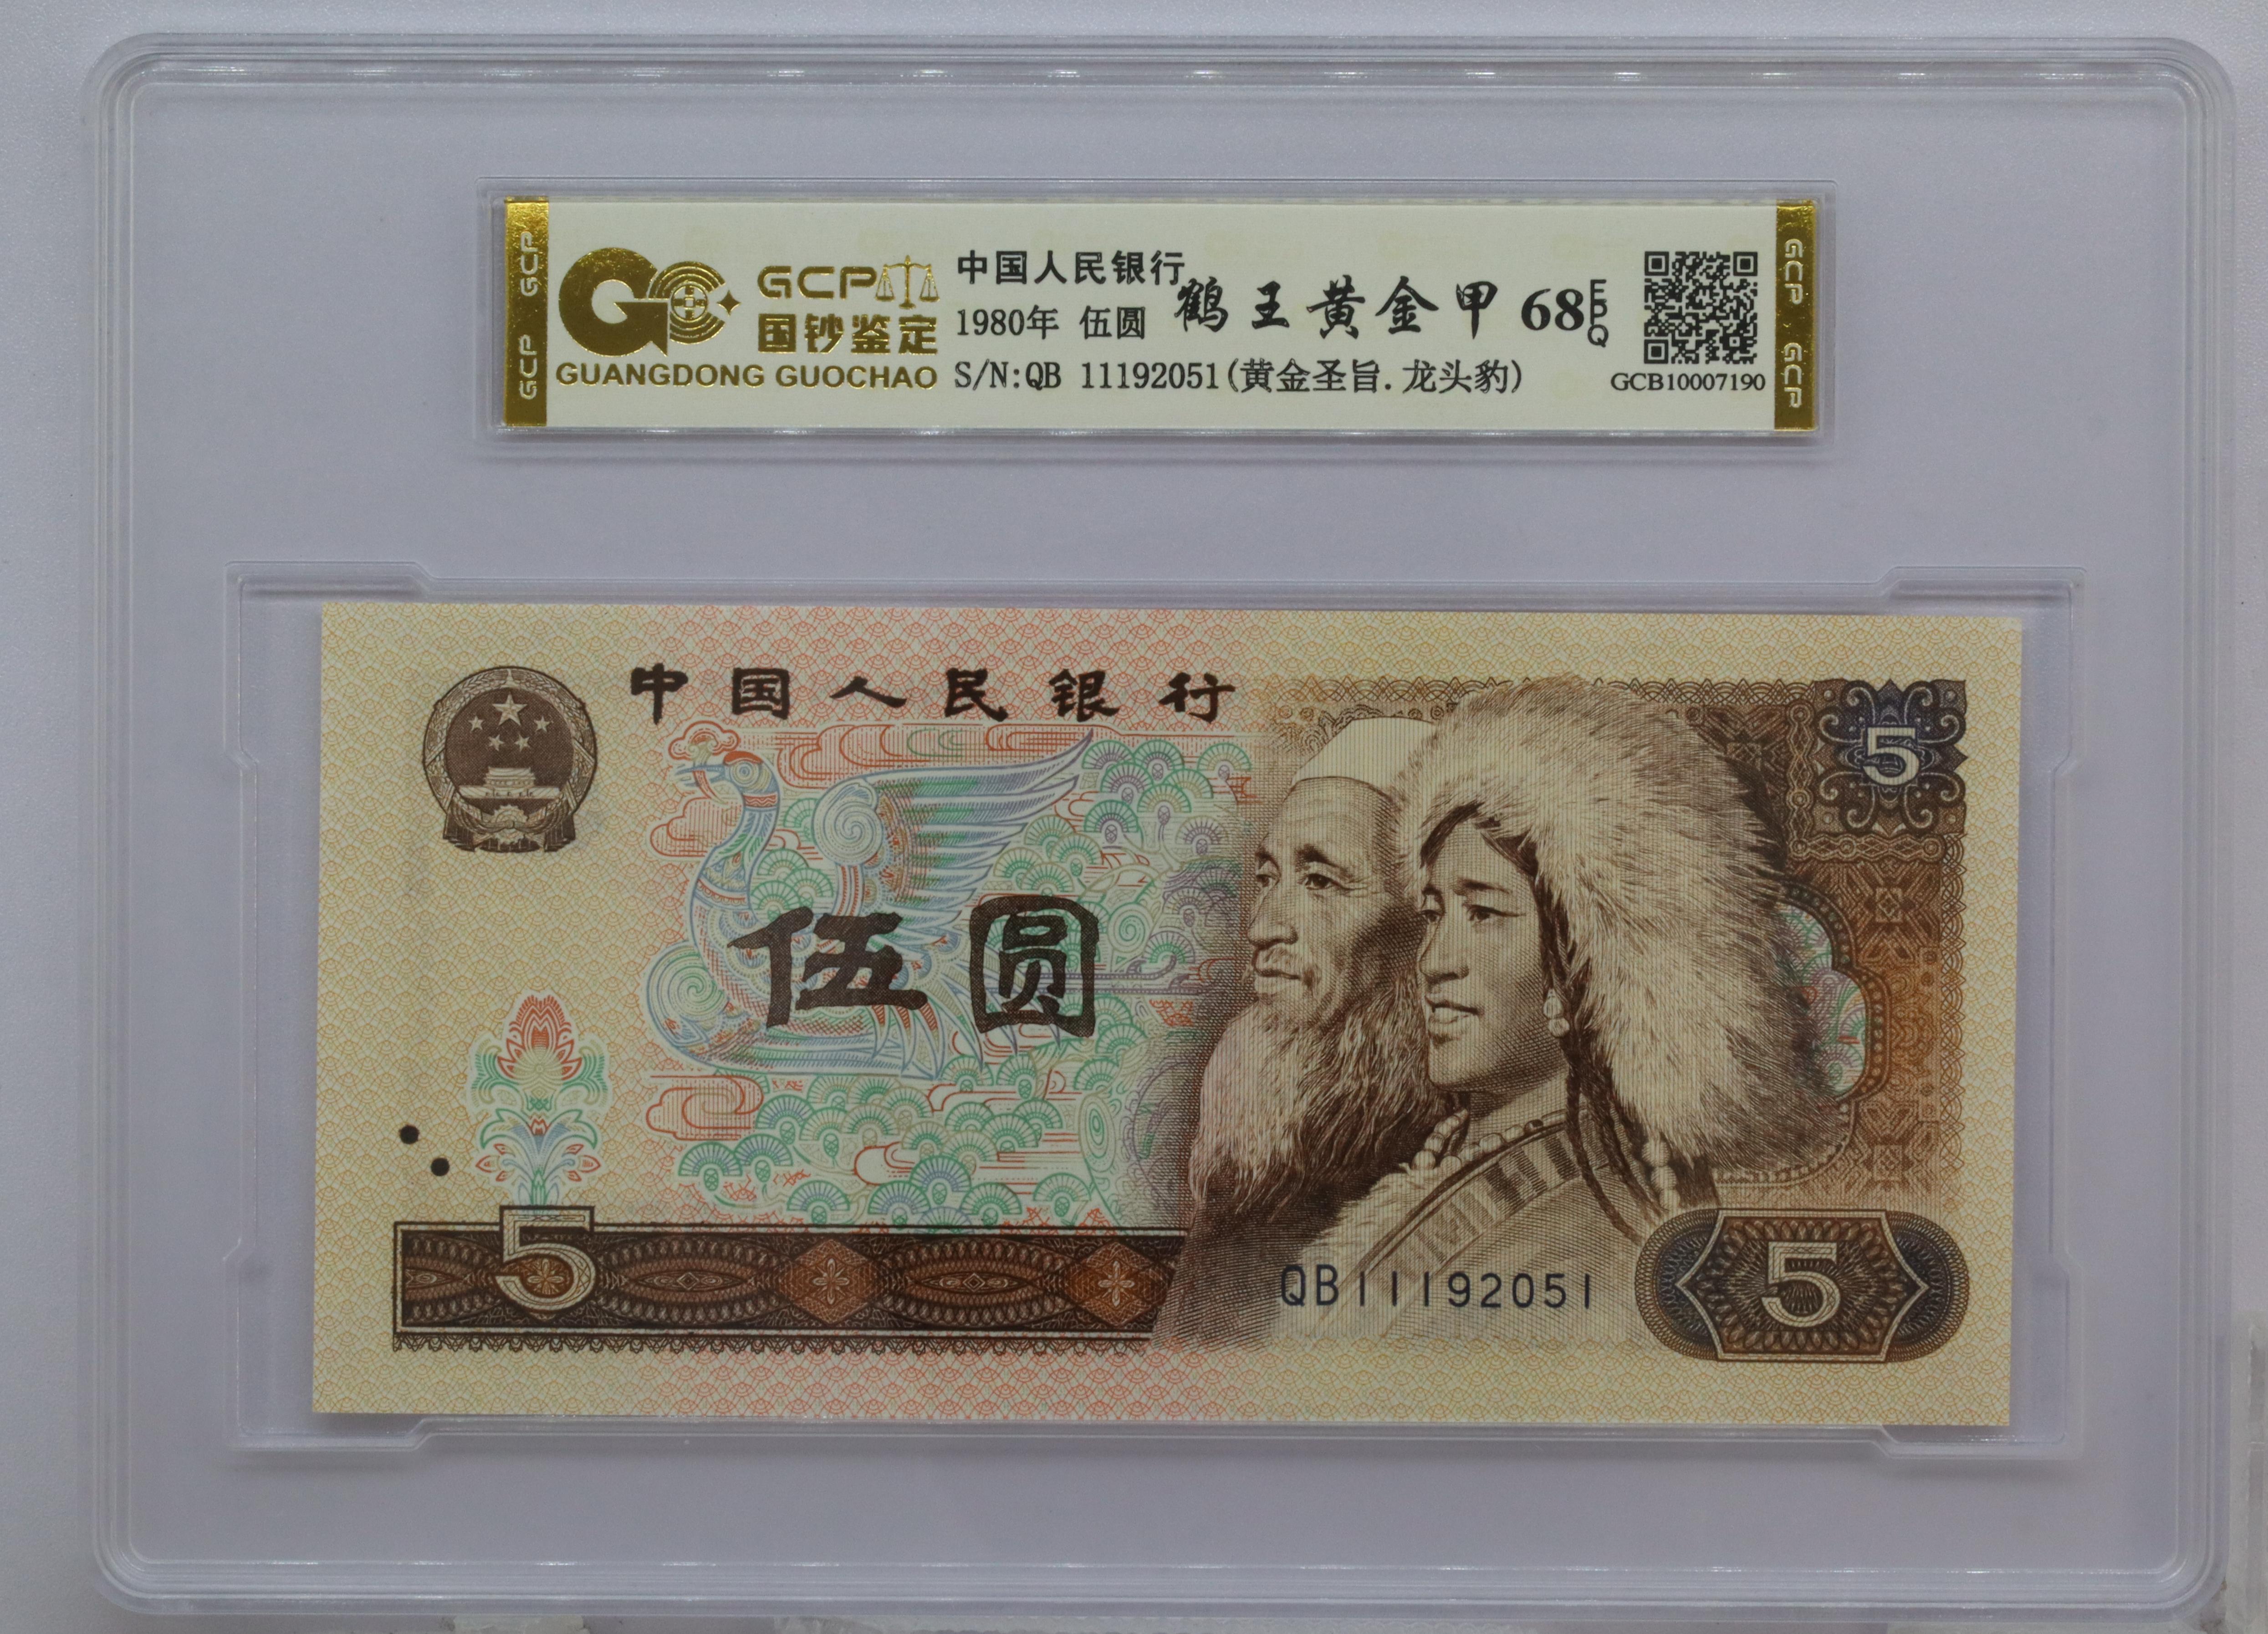 GCP GCP
GCP
国钞鉴定
GUANGDONG GUOCHAO
中国人民银行
1980年 伍圆
鹤王黄金甲 68 EPQ
S/N:QB 11192051(黄金圣旨.龙头豹)
GCB10007190
GCP GCP
中国人民银行
5
伍圆
5
QB11192051
5